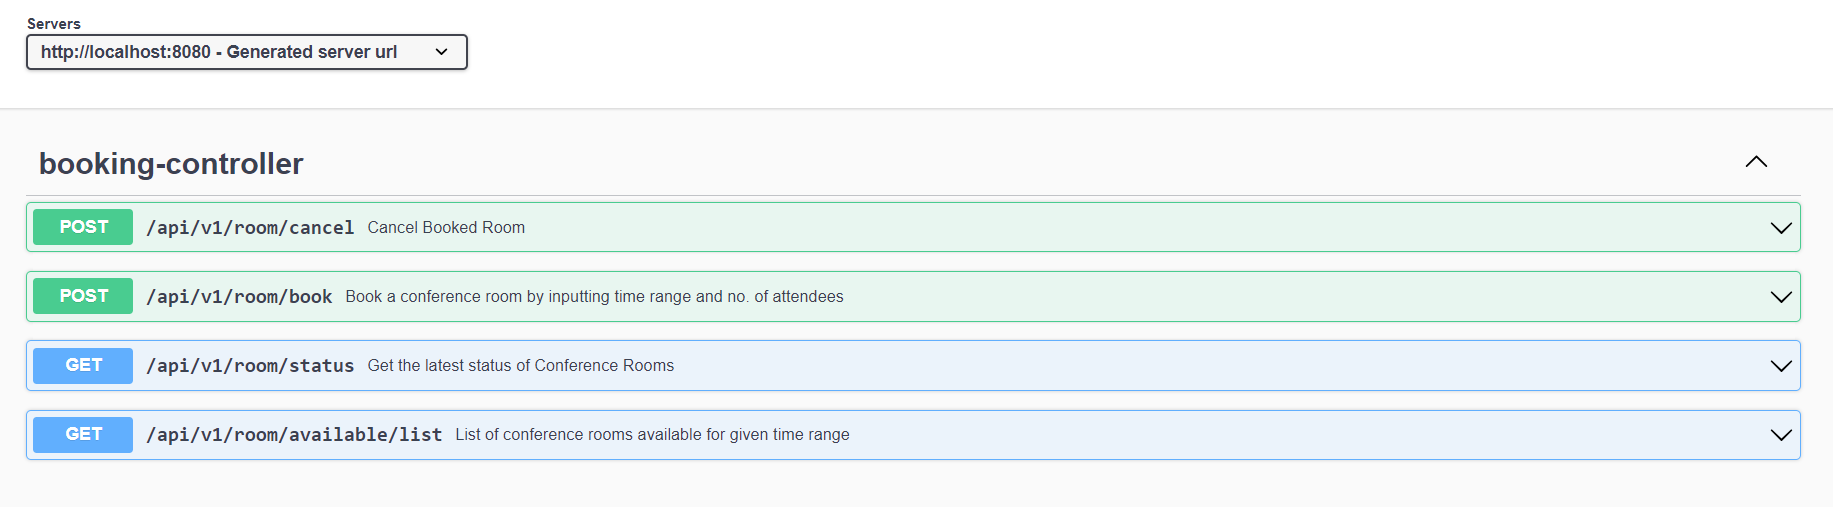 Servers
http://localhost:8080 - Generated server url
booking-controller
POST /api/v1/room/cancel Cancel Booked Room
POST /api/v1/room/book Book a conference room by inputting time range and no. of attendees
GET /api/v1/room/status Get the latest status of Conference Rooms
GET /api/v1/room/available/list List of conference rooms available for given time range